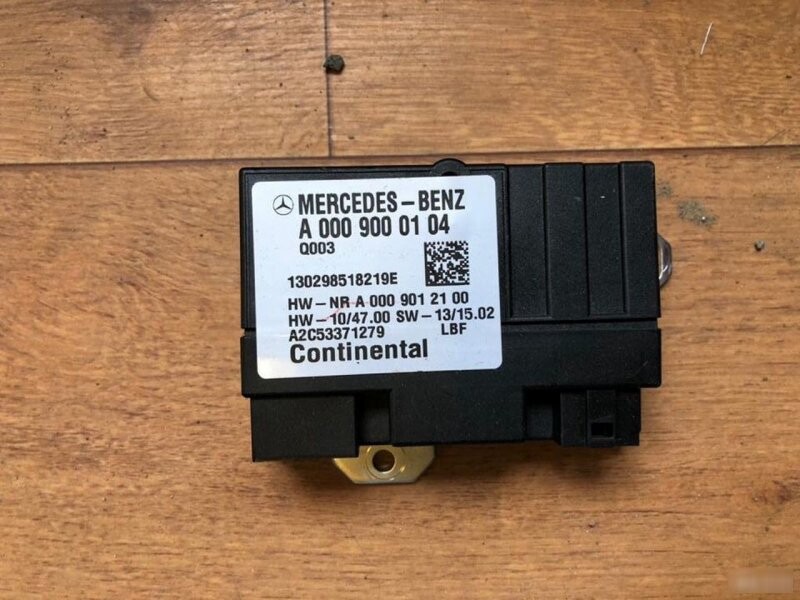 MERCEDES-BENZ
A 000 900 01 04
Q003
130298518219E
HW-NR A 000 901 21 00
HW-10/47.00 SW-13/15.02
A2C53371279 LBF
Continental